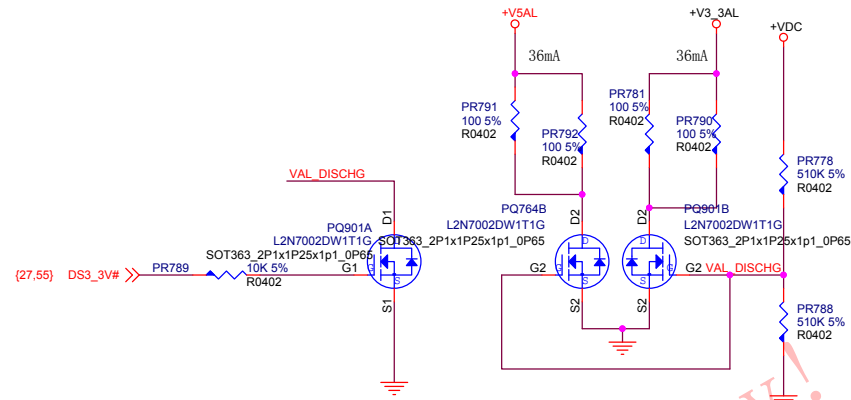 +V5AL
+V3_3AL
+VDC
36mA
36mA
PR791
100 5%
R0402
PR792
100 5%
R0402
PR781
100 5%
R0402
PR790
100 5%
R0402
PR778
510K 5%
R0402
VAL_DISCHG
D1
PQ901A
L2N7002DW1T1G
SOT363_2P1x1P25x1p1_0P65
D
G
S
G1
S1
{27,55}
DS3_3V#
PR789
10K 5%
R0402
D2
PQ764B
L2N7002DW1T1G
SOT363_2P1x1P25x1p1_0P65
D
G
S
G2
S2
D2
PQ901B
L2N7002DW1T1G
SOT363_2P1x1P25x1p1_0P65
D
G
S
G2
VAL_DISCHG
S2
PR788
510K 5%
R0402